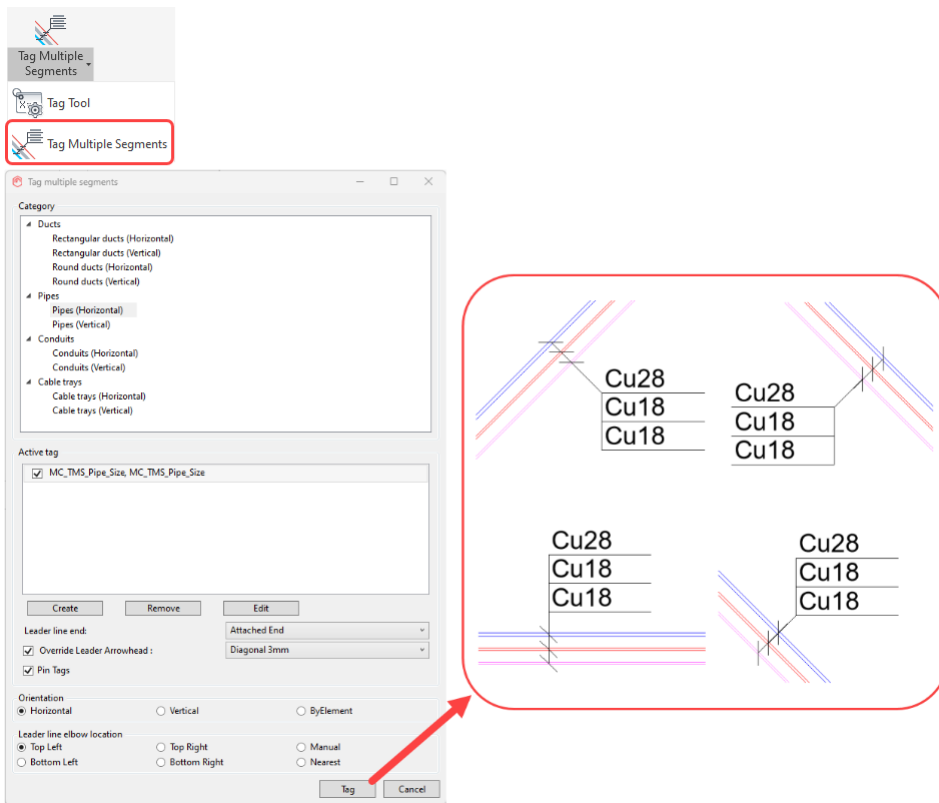 Tag Multiple
Segments
Tag Tool
Tag Multiple Segments
Tag multiple segments
Category
Ducts
Rectangular ducts (Horizontal)
Rectangular ducts (Vertical)
Round ducts (Horizontal)
Round ducts (Vertical)
Pipes
Pipes (Horizontal)
Pipes (Vertical)
Conduits
Conduits (Horizontal)
Conduits (Vertical)
Cable trays
Cable trays (Horizontal)
Cable trays (Vertical)
Active tag
MC_TMS_Pipe_Size, MC_TMS_Pipe_Size
Create Remove Edit
Leader line end: Attached End
Override Leader Arrowhead : Diagonal 3mm
Pin Tags
Orientation
Horizontal Vertical ByElement
Leader line elbow location
Top Left Top Right Manual
Bottom Left Bottom Right Nearest
Tag Cancel
Cu28
Cu18
Cu18
Cu28
Cu18
Cu18
Cu28
Cu18
Cu18
Cu28
Cu18
Cu18